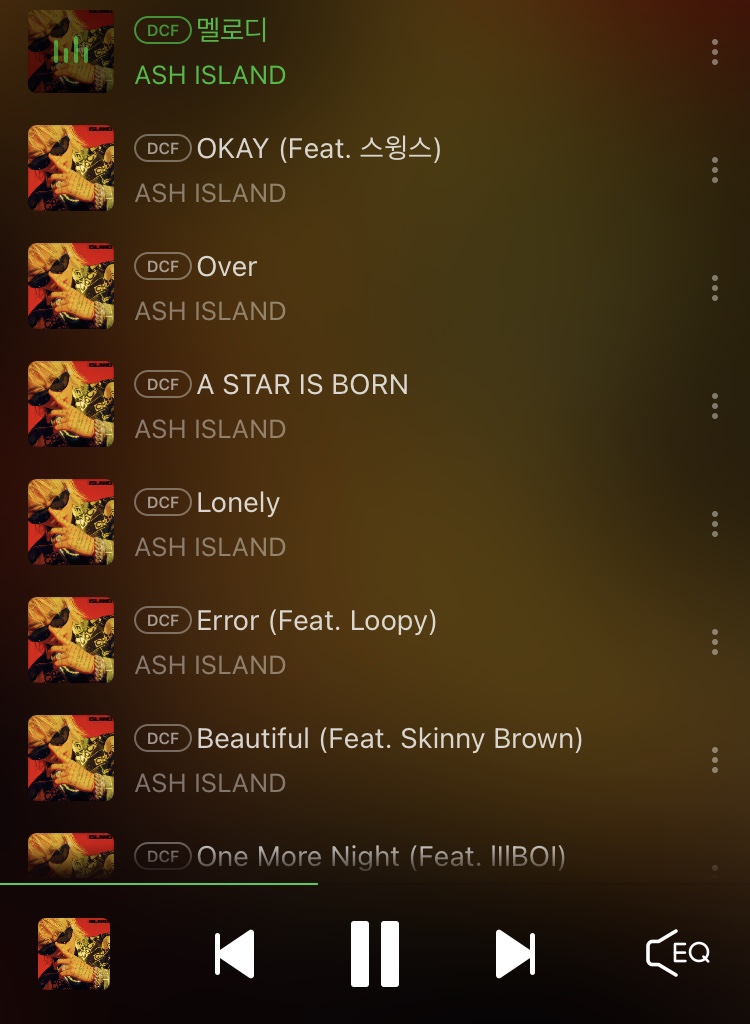 DCF 멜로디
ASH ISLAND
DCF OKAY (Feat. 스윙스)
ASH ISLAND
DCF Over
ASH ISLAND
DCF A STAR IS BORN
ASH ISLAND
DCF Lonely
ASH ISLAND
DCF Error (Feat. Loopy)
ASH ISLAND
DCF Beautiful (Feat. Skinny Brown)
ASH ISLAND
DCF One More Night (Feat. lIlBOI)
EQ